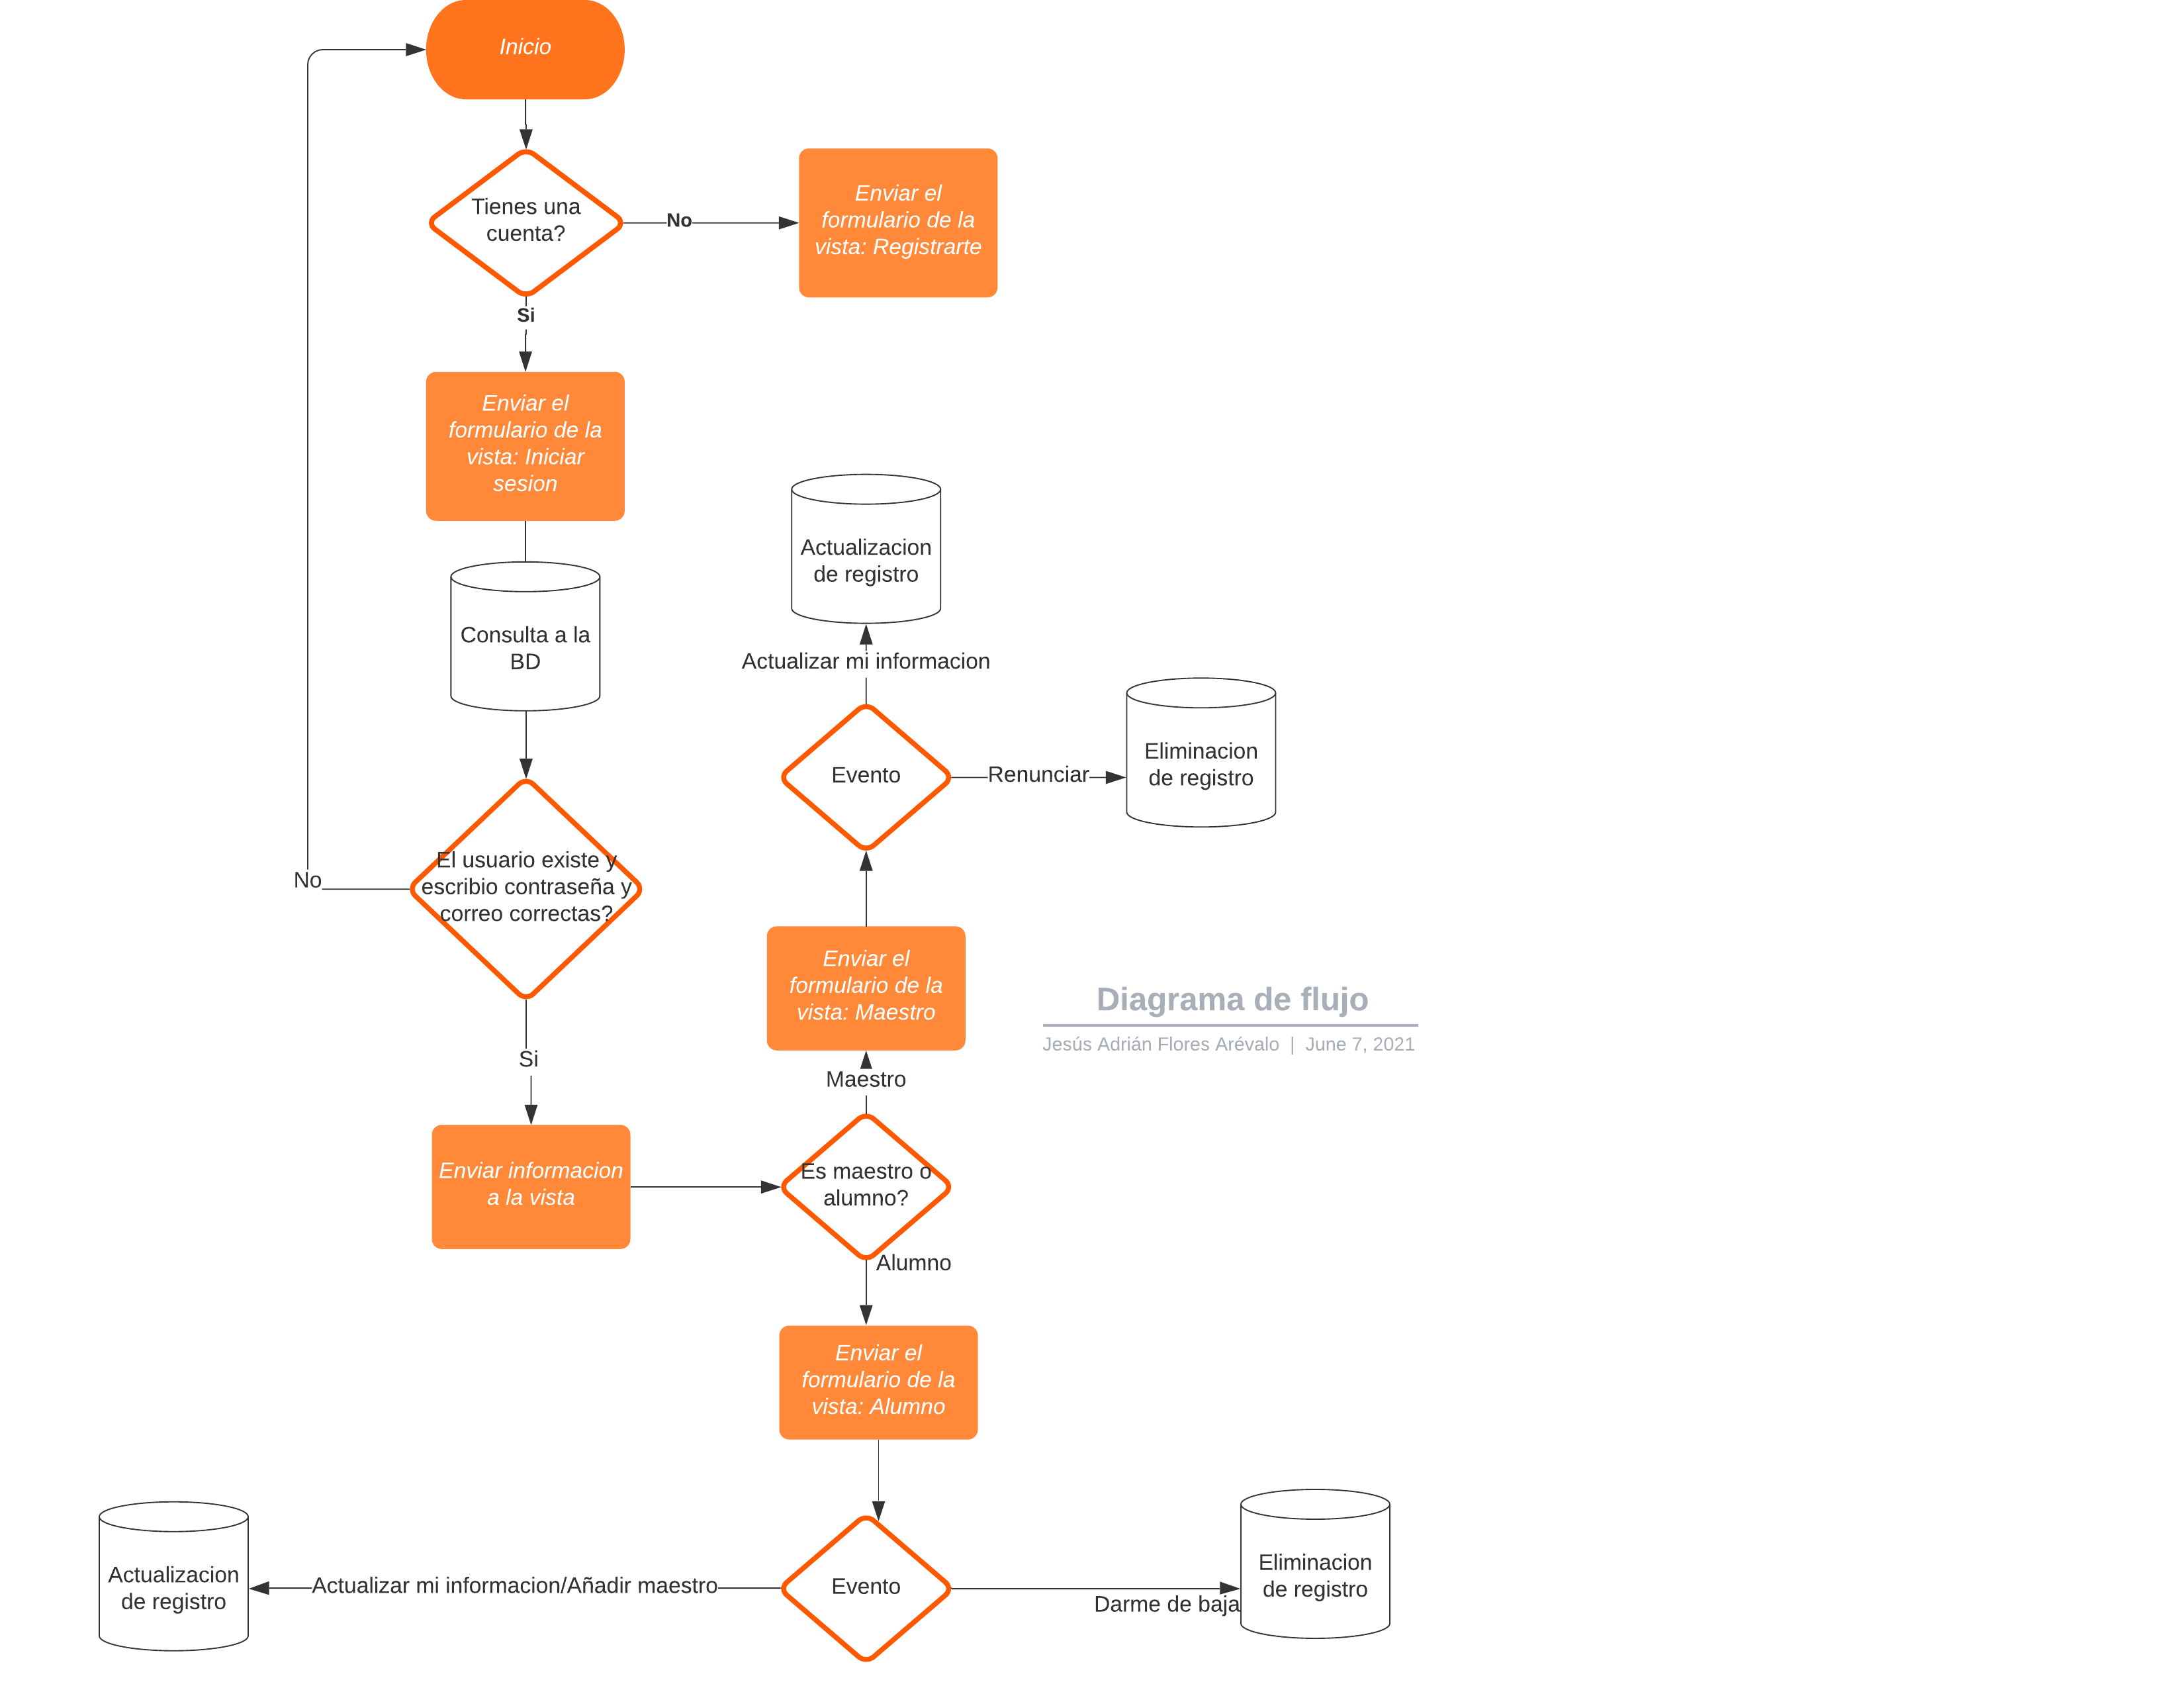 Inicio
Tienes una
cuenta?
No
Enviar el
formulario de la
vista: Registrarte
Si
Enviar el
formulario de la
vista: Iniciar
sesion
Consulta a la
BD
El usuario existe y
escribio contraseña y
correo correctas?
No
Si
Enviar informacion
a la vista
Es maestro o
alumno?
Maestro
Enviar el
formulario de la
vista: Maestro
Evento
Actualizar mi informacion
Actualizacion
de registro
Renunciar
Eliminacion
de registro
Diagrama de flujo
Jesús Adrián Flores Arévalo | June 7, 2021
Alumno
Enviar el
formulario de la
vista: Alumno
Evento
Actualizar mi informacion/Añadir maestro
Actualizacion
de registro
Darme de baja
Eliminacion
de registro